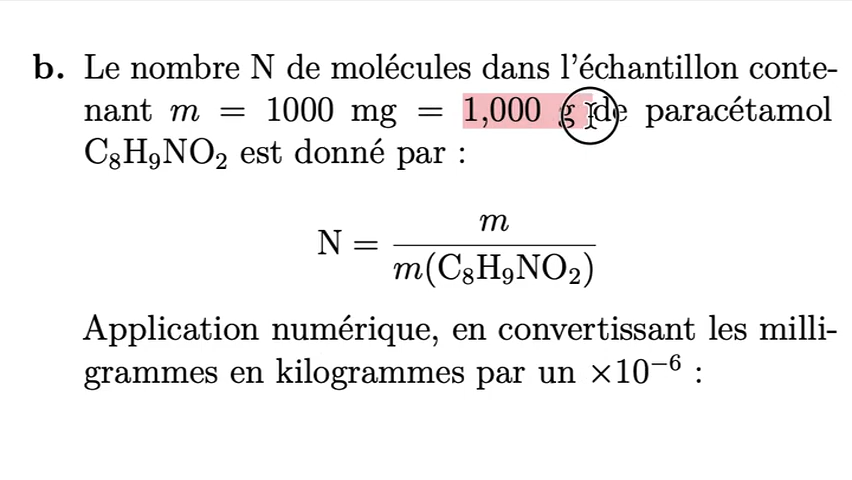 b. Le nombre N de molécules dans l'échantillon conte-
nant m = 1000 mg = 1,000 g de paracétamol
C₈H₉NO₂ est donné par :
N = m / m(C₈H₉NO₂)
Application numérique, en convertissant les milli-
grammes en kilogrammes par un ×10⁻⁶ :